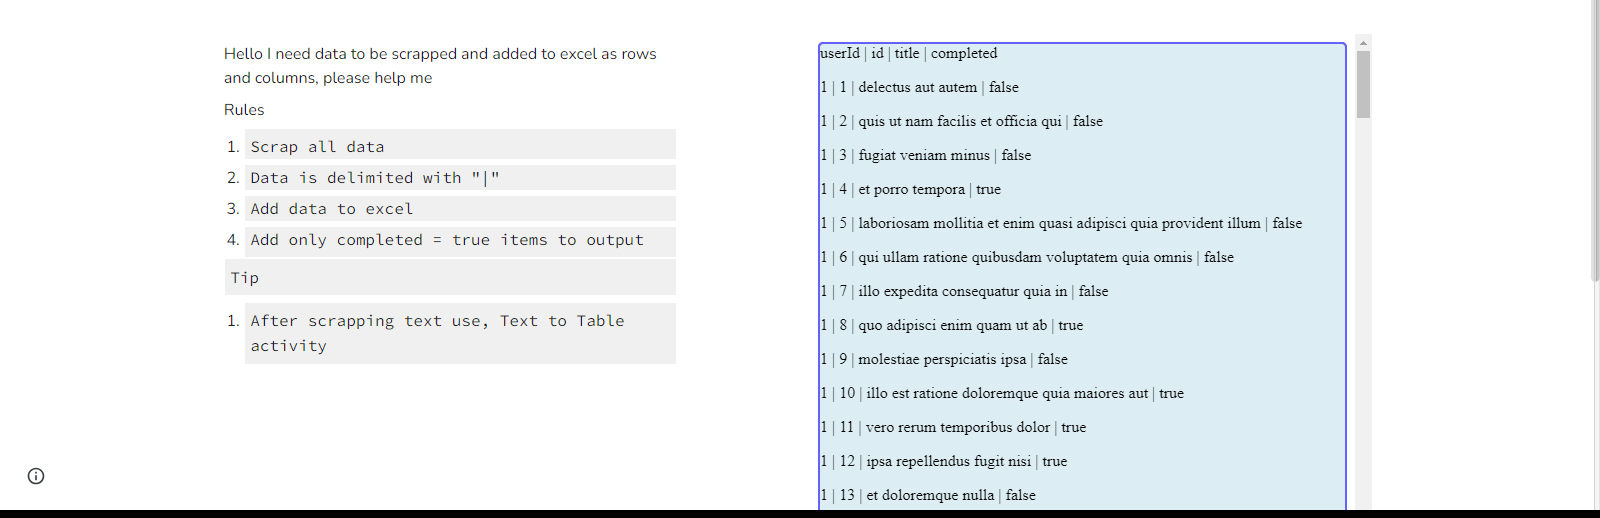 Hello I need data to be scrapped and added to excel as rows
and columns, please help me
Rules
1. Scrap all data
2. Data is delimited with "|"
3. Add data to excel
4. Add only completed = true items to output
Tip
1. After scrapping text use, Text to Table
activity
userId | id | title | completed
1 | 1 | delectus aut autem | false
1 | 2 | quis ut nam facilis et officia qui | false
1 | 3 | fugiat veniam minus | false
1 | 4 | et porro tempora | true
1 | 5 | laboriosam mollitia et enim quasi adipisci quia provident illum | false
1 | 6 | qui ullam ratione quibusdam voluptatem quia omnis | false
1 | 7 | illo expedita consequatur quia in | false
1 | 8 | quo adipisci enim quam ut ab | true
1 | 9 | molestiae perspiciatis ipsa | false
1 | 10 | illo est ratione doloremque quia maiores aut | true
1 | 11 | vero rerum temporibus dolor | true
1 | 12 | ipsa repellendus fugit nisi | true
1 | 13 | et doloremque nulla | false